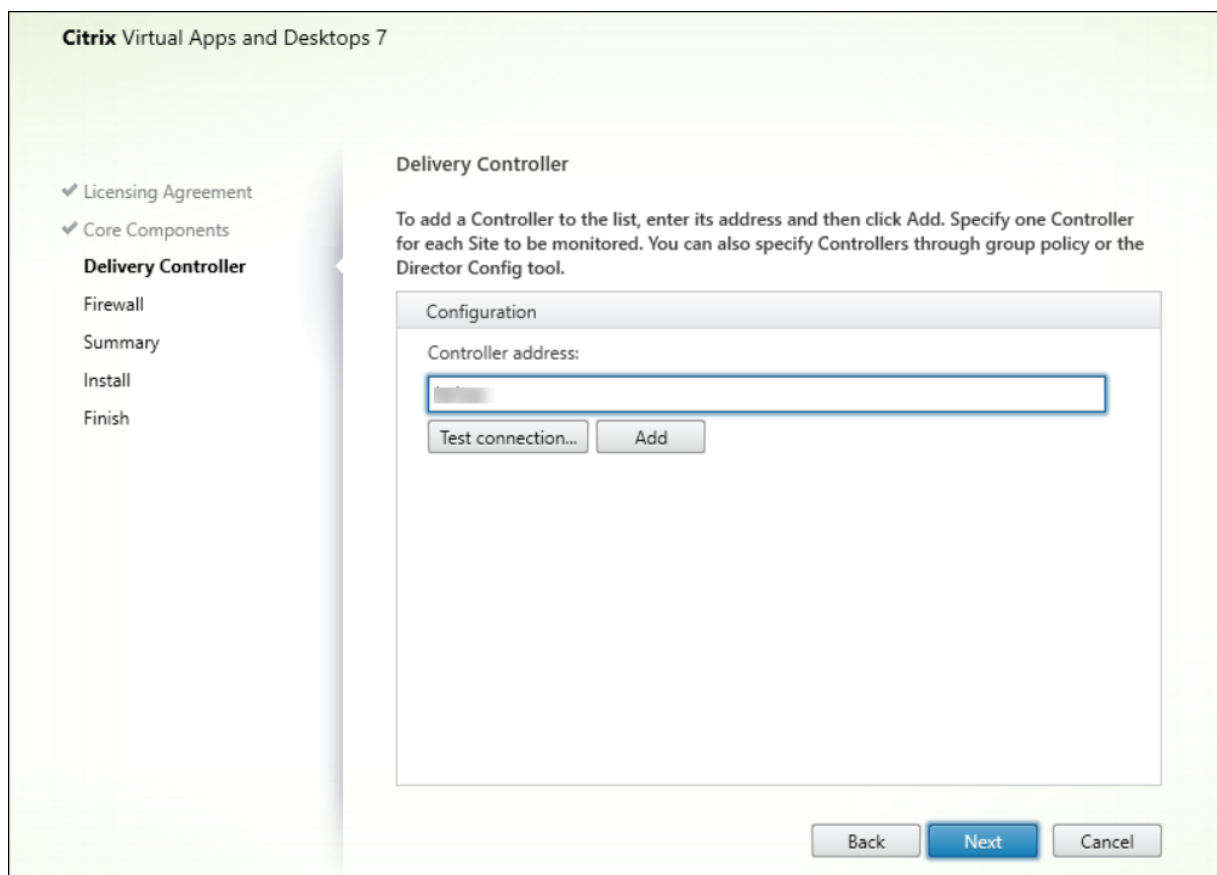 Citrix Virtual Apps and Desktops 7
Licensing Agreement
Core Components
Delivery Controller
Firewall
Summary
Install
Finish
Delivery Controller
To add a Controller to the list, enter its address and then click Add. Specify one Controller
for each Site to be monitored. You can also specify Controllers through group policy or the
Director Config tool.
Configuration
Controller address:
Test connection...
Add
Back
Next
Cancel